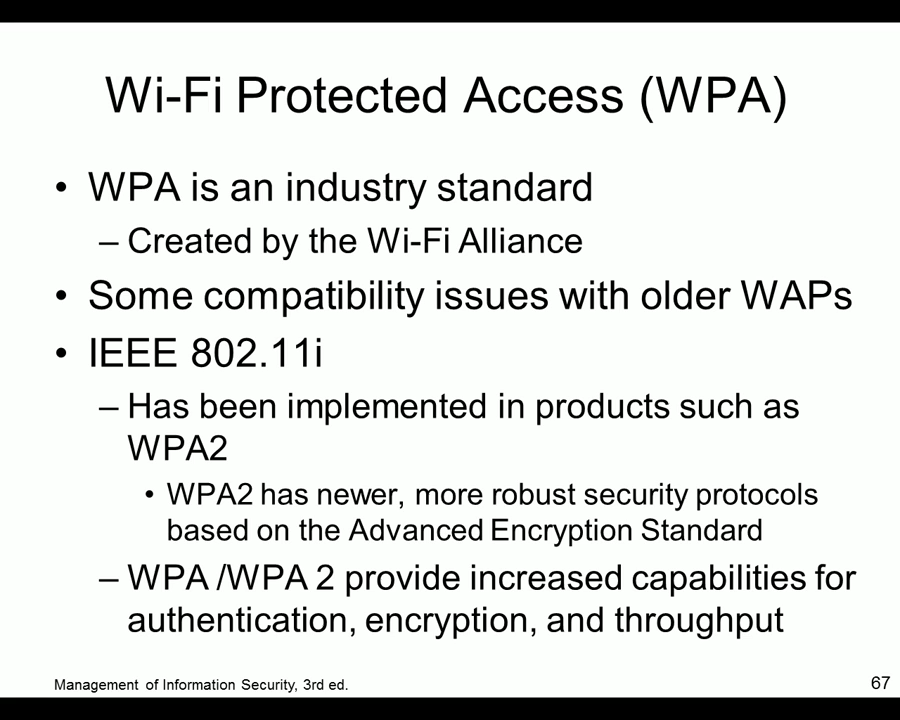 Wi-Fi Protected Access (WPA)
• WPA is an industry standard
– Created by the Wi-Fi Alliance
• Some compatibility issues with older WAPs
• IEEE 802.11i
– Has been implemented in products such as
WPA2
• WPA2 has newer, more robust security protocols
based on the Advanced Encryption Standard
– WPA /WPA 2 provide increased capabilities for
authentication, encryption, and throughput
Management of Information Security, 3rd ed.
67